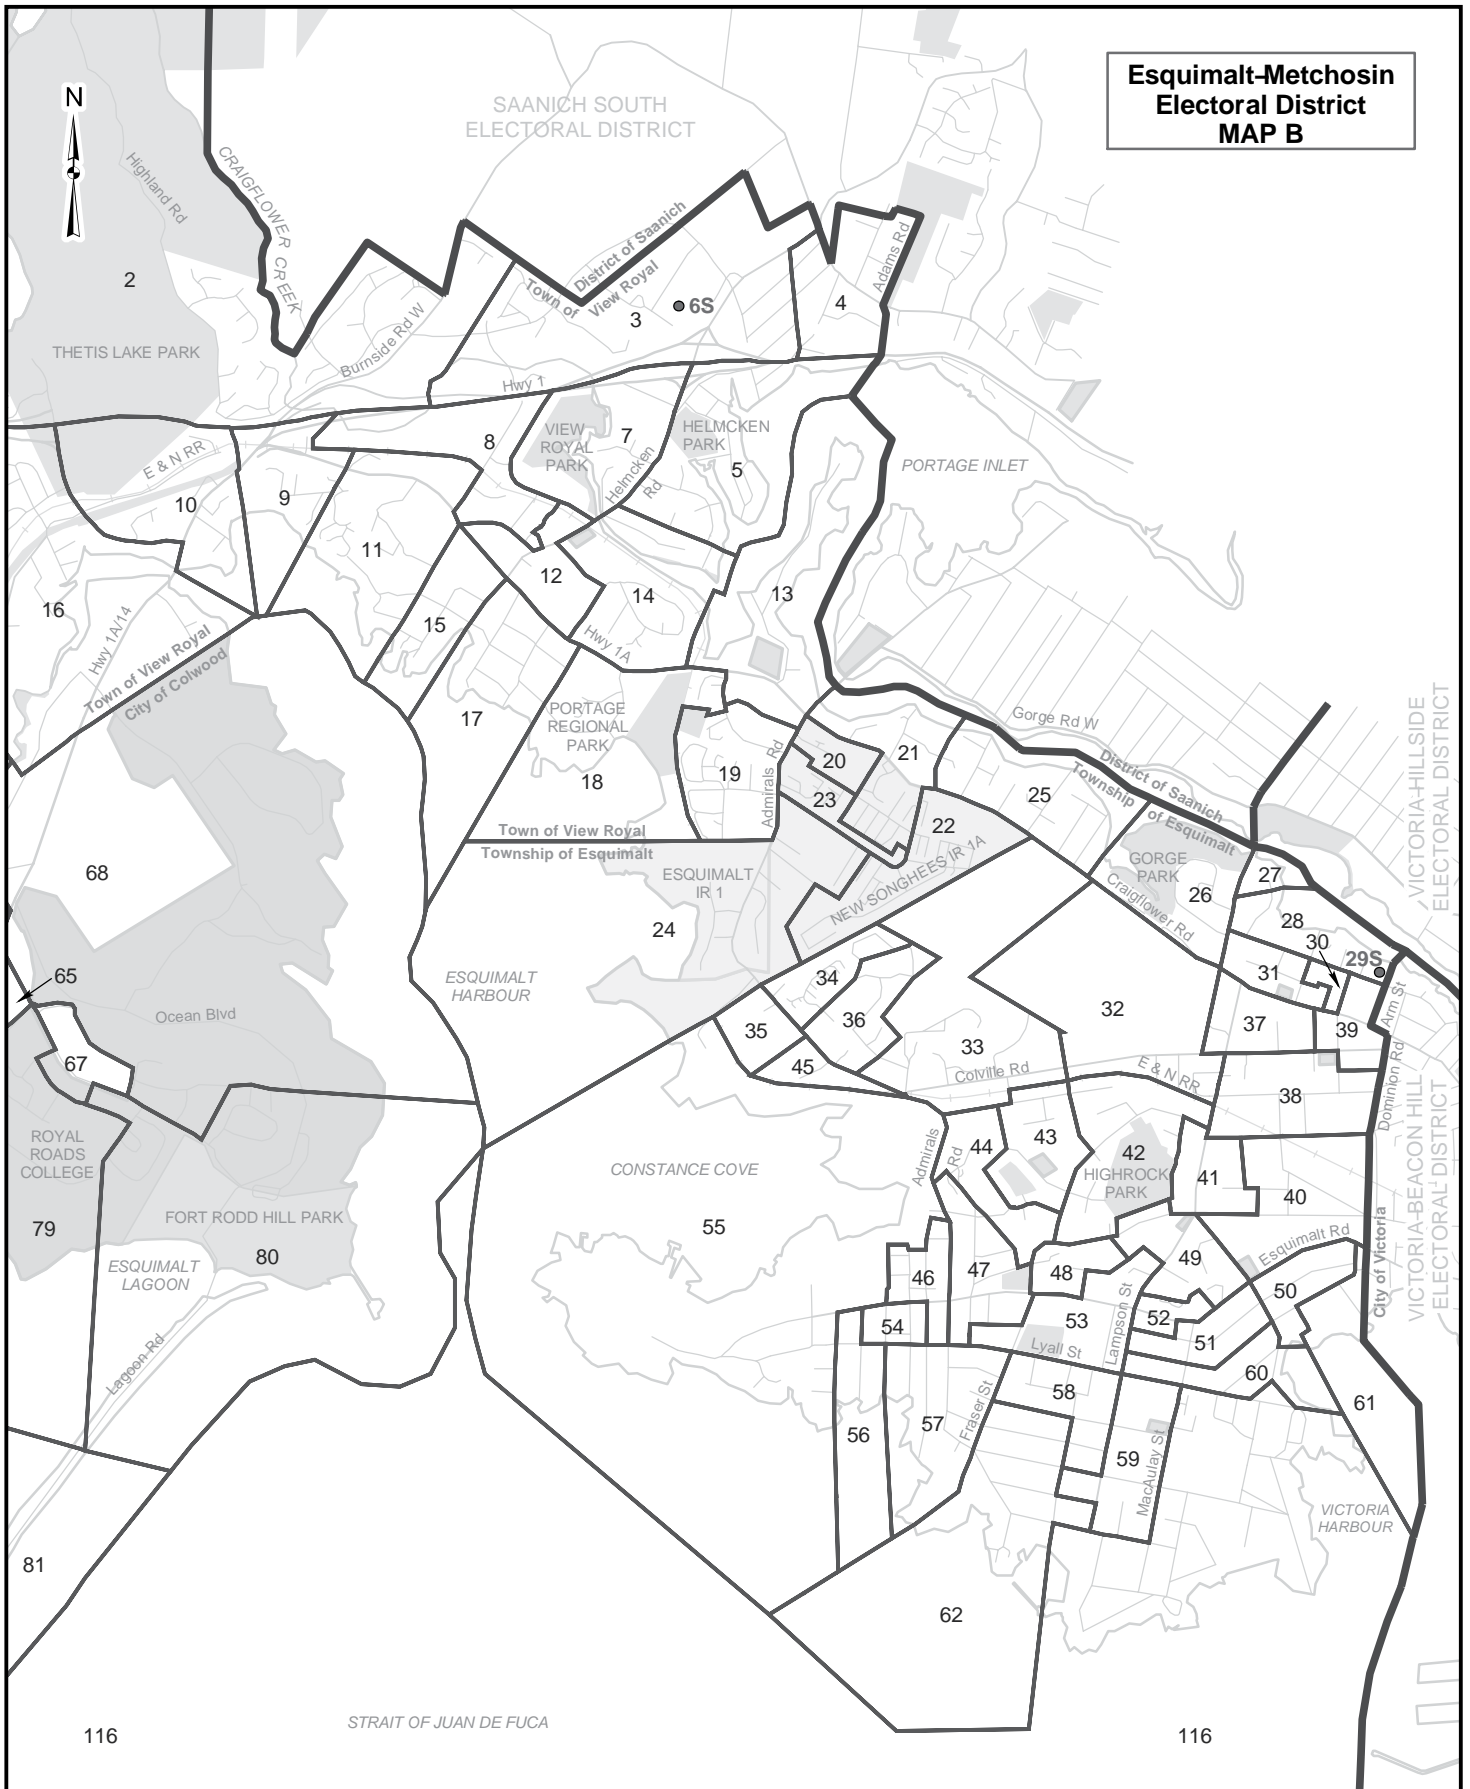 Esquimalt-Metchosin
Electoral District
MAP B
N
SAANICH SOUTH
ELECTORAL DISTRICT
Highland Rd
CRAIGFLOWER CREEK
2
THETIS LAKE PARK
Burnside Rd W
District of Saanich
Town of View Royal
3
6S
4
Adams Rd
Hwy 1
E & N RR
8
VIEW
ROYAL
PARK
7
HELMCKEN
PARK
Helmcken Rd
5
PORTAGE INLET
10
9
11
12
14
13
16
15
Hwy 1A/14
Hwy 1A
Town of View Royal
City of Colwood
17
PORTAGE
REGIONAL
PARK
18
19
Admirals Rd
20
21
23
22
Gorge Rd W
District of Saanich
Township of Esquimalt
25
VICTORIA-HILLSIDE
ELECTORAL DISTRICT
Town of View Royal
Township of Esquimalt
68
ESQUIMALT
IR 1
NEW SONGHEES IR 1A
GORGE
PARK
Craigflower Rd
26
27
28
24
30
29S
31
65
ESQUIMALT
HARBOUR
34
Ocean Blvd
35
36
32
37
39
Arm St
33
45
67
Colville Rd
E & N RR
38
Dominion Rd
ROYAL
ROADS
COLLEGE
Admirals Rd
44
43
42
HIGHROCK
PARK
41
40
CONSTANCE COVE
VICTORIA-BEACON HILL
ELECTORAL DISTRICT
79
FORT RODD HILL PARK
55
80
ESQUIMALT
LAGOON
46
47
48
49
Esquimalt Rd
50
City of Victoria
Lampson St
54
53
52
51
Lyall St
Lagoon Rd
58
60
61
56
57
Fraser St
59
MacAulay St
VICTORIA
HARBOUR
81
62
116
STRAIT OF JUAN DE FUCA
116